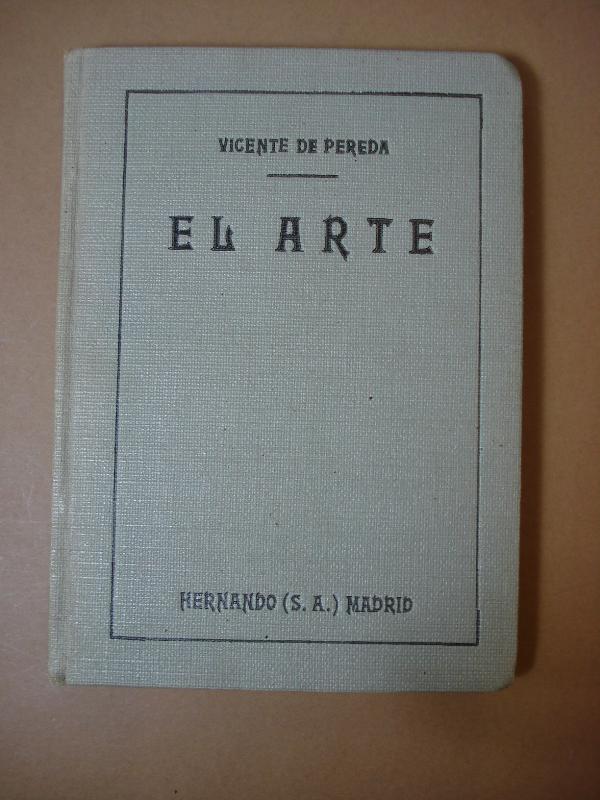 VICENTE DE PEREDA
EL ARTE
HERNANDO (S. A.) MADRID